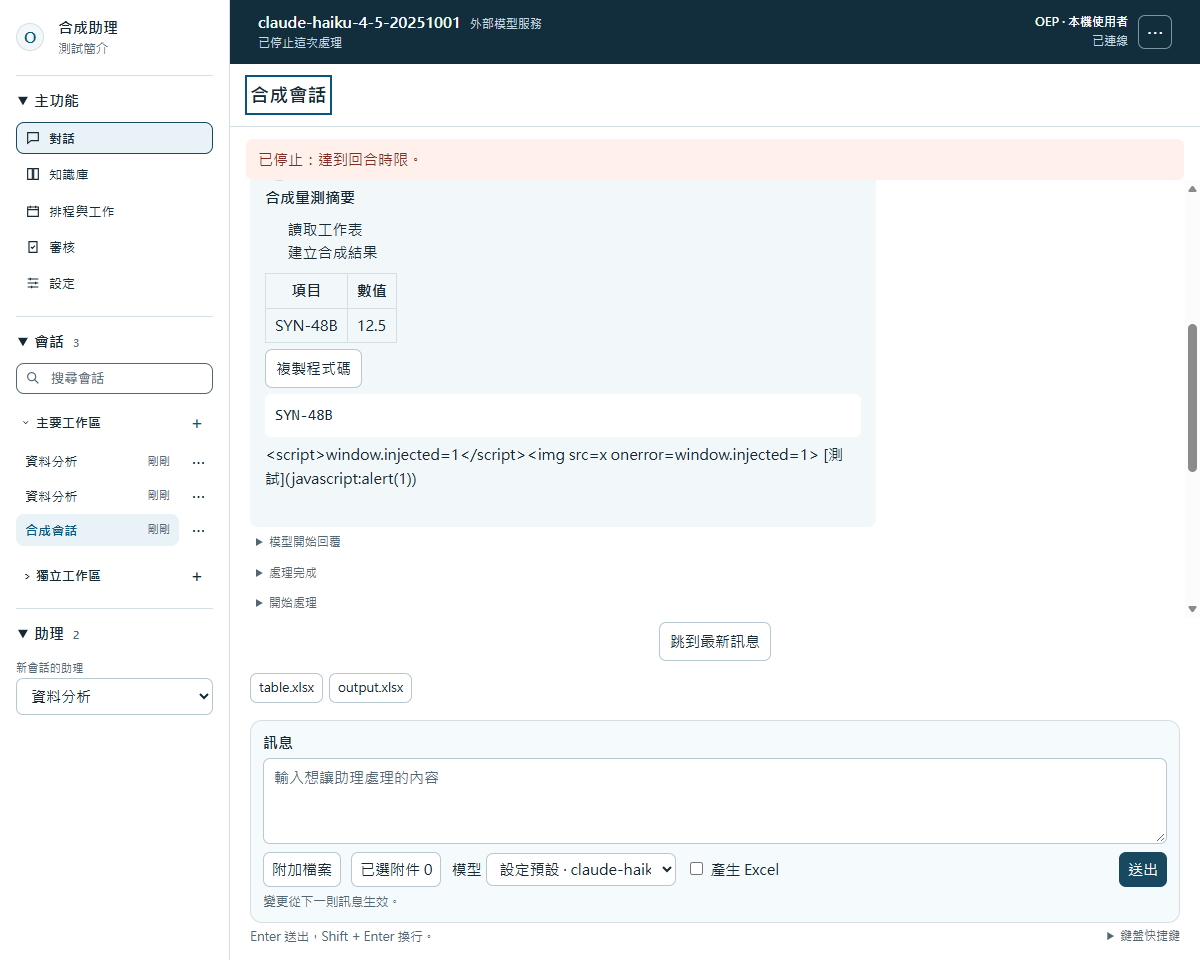 O
合成助理
測試簡介
▼ 主功能
對話
知識庫
排程與工作
審核
設定
▼ 會話 3
搜尋會話
主要工作區 +
資料分析 剛剛 ...
資料分析 剛剛 ...
合成會話 剛剛 ...
獨立工作區 +
▼ 助理 2
新會話的助理
資料分析
claude-haiku-4-5-20251001 外部模型服務
已停止這次處理
OEP · 本機使用者
已連線
...
合成會話
已停止：達到回合時限。
合成量測摘要
讀取工作表
建立合成結果
項目 數值
SYN-48B 12.5
複製程式碼
SYN-48B
<script>window.injected=1</script><img src=x onerror=window.injected=1> [測
試](javascript:alert(1))
▶ 模型開始回覆
▶ 處理完成
▶ 開始處理
跳到最新訊息
table.xlsx output.xlsx
訊息
輸入想讓助理處理的內容
附加檔案 已選附件 0 模型 設定預設 · claude-haik 產生 Excel 送出
變更從下一則訊息生效。
Enter 送出，Shift + Enter 換行。
▶ 鍵盤快捷鍵